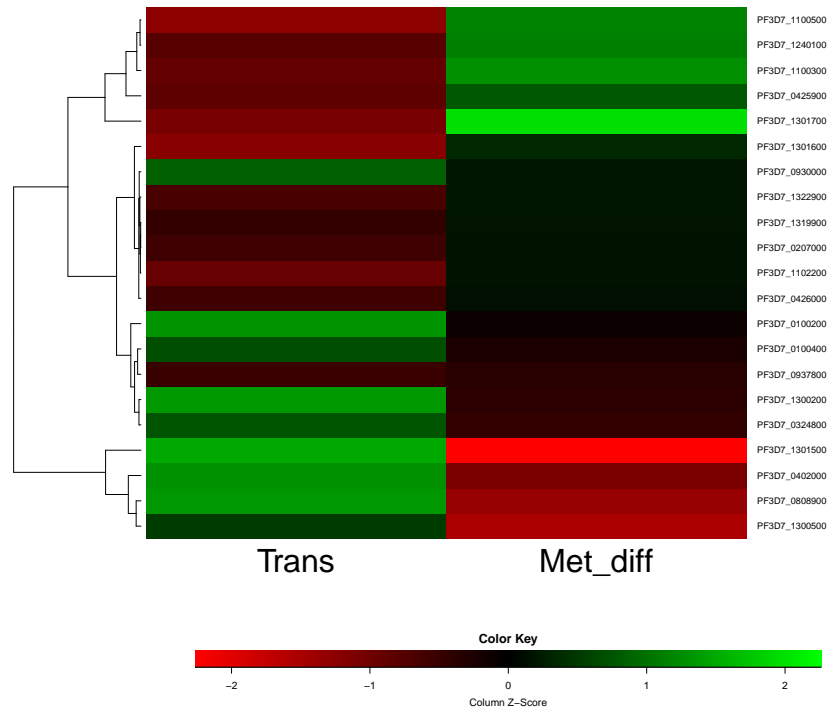 PF3D7_1100500
PF3D7_1240100
PF3D7_1100300
PF3D7_0425900
PF3D7_1301700
PF3D7_1301600
PF3D7_0930000
PF3D7_1322900
PF3D7_1319900
PF3D7_0207000
PF3D7_1102200
PF3D7_0426000
PF3D7_0100200
PF3D7_0100400
PF3D7_0937800
PF3D7_1300200
PF3D7_0324800
PF3D7_1301500
PF3D7_0402000
PF3D7_0808900
PF3D7_1300500
Trans Met_diff
Color Key
−2 −1 0 1 2
Column Z−Score